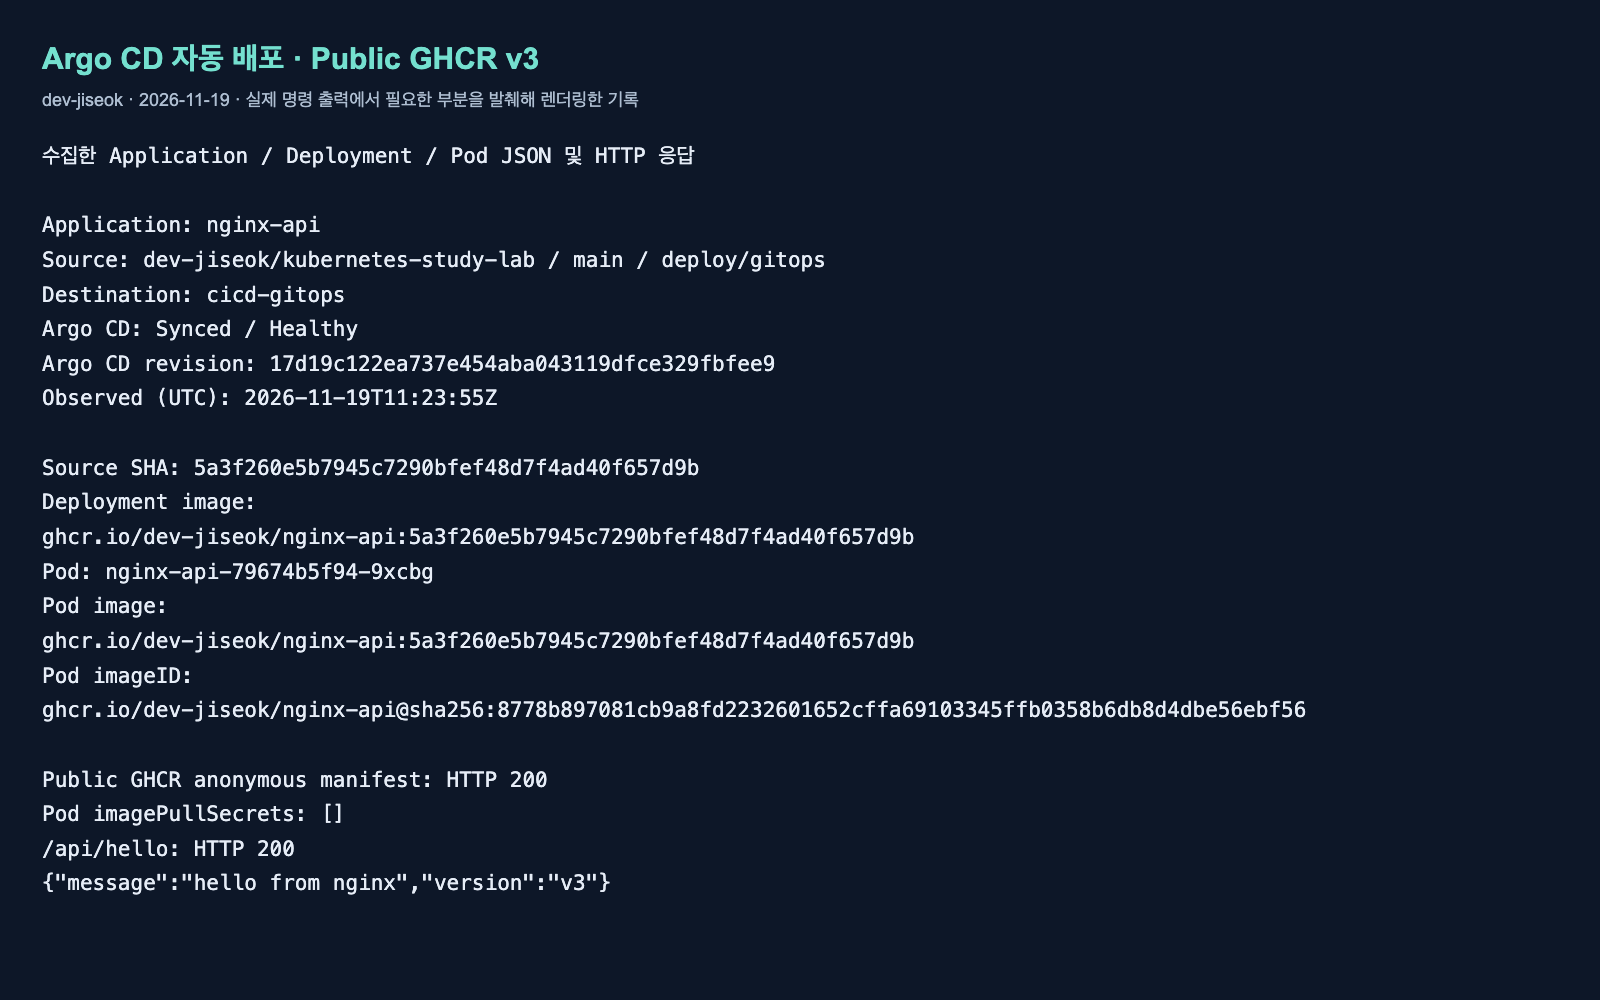 Argo CD 자동 배포 · Public GHCR v3
dev-jiseok · 2026-11-19 · 실제 명령 출력에서 필요한 부분을 발췌해 렌더링한 기록
수집한 Application / Deployment / Pod JSON 및 HTTP 응답
Application: nginx-api
Source: dev-jiseok/kubernetes-study-lab / main / deploy/gitops
Destination: cicd-gitops
Argo CD: Synced / Healthy
Argo CD revision: 17d19c122ea737e454aba043119dfce329fbfee9
Observed (UTC): 2026-11-19T11:23:55Z
Source SHA: 5a3f260e5b7945c7290bfef48d7f4ad40f657d9b
Deployment image:
ghcr.io/dev-jiseok/nginx-api:5a3f260e5b7945c7290bfef48d7f4ad40f657d9b
Pod: nginx-api-79674b5f94-9xcbg
Pod image:
ghcr.io/dev-jiseok/nginx-api:5a3f260e5b7945c7290bfef48d7f4ad40f657d9b
Pod imageID:
ghcr.io/dev-jiseok/nginx-api@sha256:8778b897081cb9a8fd2232601652cffa69103345ffb0358b6db8d4dbe56ebf56
Public GHCR anonymous manifest: HTTP 200
Pod imagePullSecrets: []
/api/hello: HTTP 200
{"message":"hello from nginx","version":"v3"}